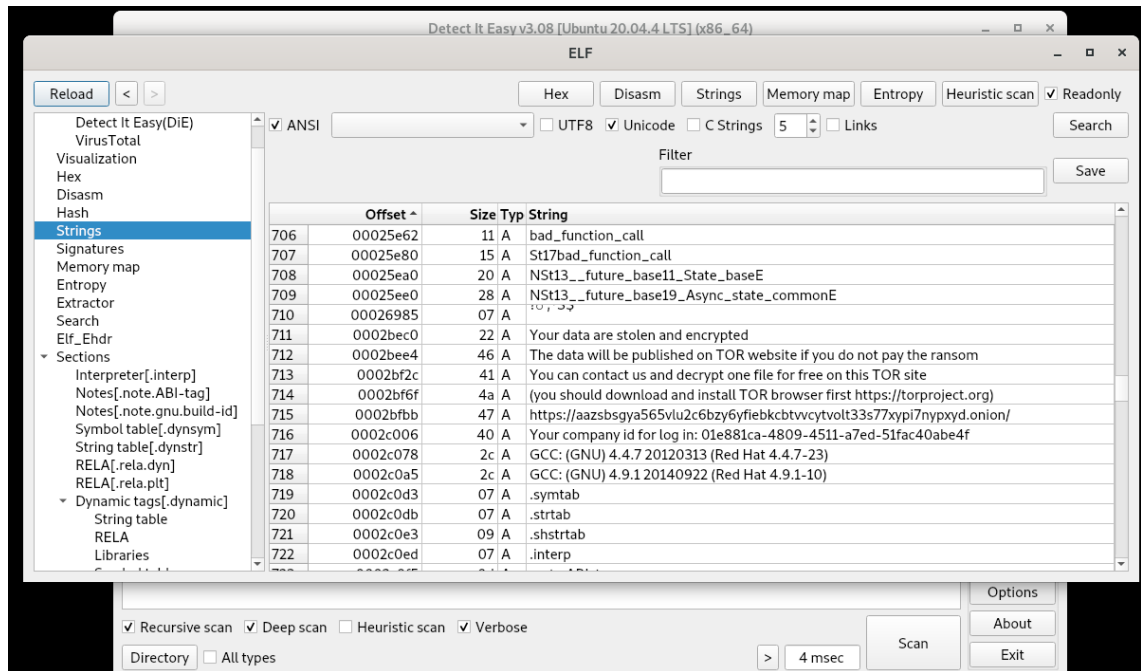 Detect It Easy v3.08 [Ubuntu 20.04.4 LTS] (x86_64)
ELF
Reload < > Hex Disasm Strings Memory map Entropy Heuristic scan Readonly
Detect It Easy(DiE)
VirusTotal
Visualization
Hex
Disasm
Hash
Strings
Signatures
Memory map
Entropy
Extractor
Search
Elf_Ehdr
Sections
Interpreter[.interp]
Notes[.note.ABI-tag]
Notes[.note.gnu.build-id]
Symbol table[.dynsym]
String table[.dynstr]
RELA[.rela.dyn]
RELA[.rela.plt]
Dynamic tags[.dynamic]
String table
RELA
Libraries
ANSI UTF8 Unicode C Strings 5 Links Search
Filter
Save
Offset Size Typ String
706 00025e62 11 A bad_function_call
707 00025e80 15 A St17bad_function_call
708 00025ea0 20 A NSt13__future_base11_State_baseE
709 00025ee0 28 A NSt13__future_base19_Async_state_commonE
710 00026985 07 A
711 0002bec0 22 A Your data are stolen and encrypted
712 0002bee4 46 A The data will be published on TOR website if you do not pay the ransom
713 0002bf2c 41 A You can contact us and decrypt one file for free on this TOR site
714 0002bf6f 4a A (you should download and install TOR browser first https://torproject.org)
715 0002bfbb 47 A https://aazsbsgya565vlu2c6bzy6yfiebkcbtvvcytvolt33s77xypi7nypxyd.onion/
716 0002c006 40 A Your company id for log in: 01e881ca-4809-4511-a7ed-51fac40abe4f
717 0002c078 2c A GCC: (GNU) 4.4.7 20120313 (Red Hat 4.4.7-23)
718 0002c0a5 2c A GCC: (GNU) 4.9.1 20140922 (Red Hat 4.9.1-10)
719 0002c0d3 07 A .symtab
720 0002c0db 07 A .strtab
721 0002c0e3 09 A .shstrtab
722 0002c0ed 07 A .interp
Options
Recursive scan Deep scan Heuristic scan Verbose About
Scan
Directory All types > 4 msec Exit